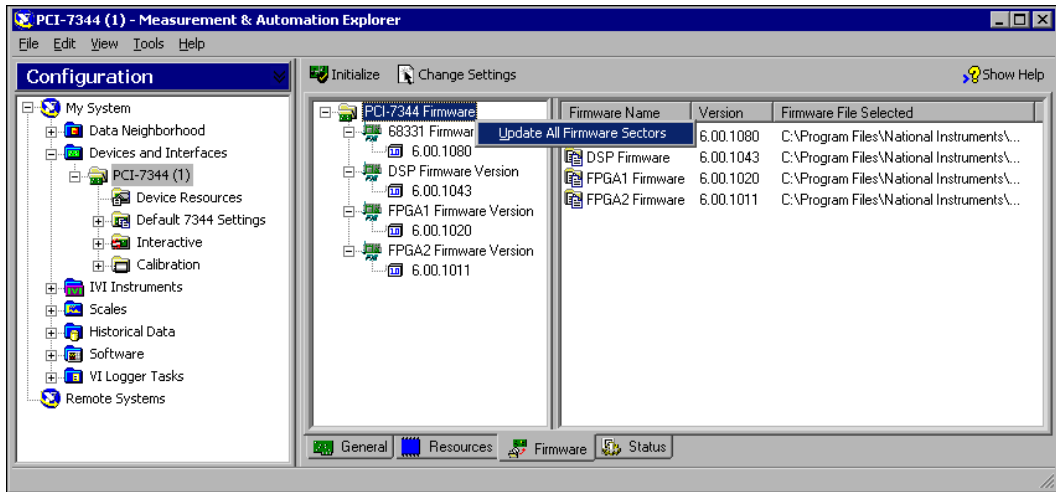 PCI-7344 (1) - Measurement & Automation Explorer
File Edit View Tools Help
Configuration
Initialize Change Settings Show Help
My System
Data Neighborhood
Devices and Interfaces
PCI-7344 (1)
Device Resources
Default 7344 Settings
Interactive
Calibration
IVI Instruments
Scales
Historical Data
Software
VI Logger Tasks
Remote Systems
PCI-7344 Firmware
68331 Firmwar
6.00.1080
DSP Firmware Version
6.00.1043
FPGA1 Firmware Version
6.00.1020
FPGA2 Firmware Version
6.00.1011
Update All Firmware Sectors
Firmware Name Version Firmware File Selected
6.00.1080 C:\Program Files\National Instruments\...
DSP Firmware 6.00.1043 C:\Program Files\National Instruments\...
FPGA1 Firmware 6.00.1020 C:\Program Files\National Instruments\...
FPGA2 Firmware 6.00.1011 C:\Program Files\National Instruments\...
General Resources Firmware Status